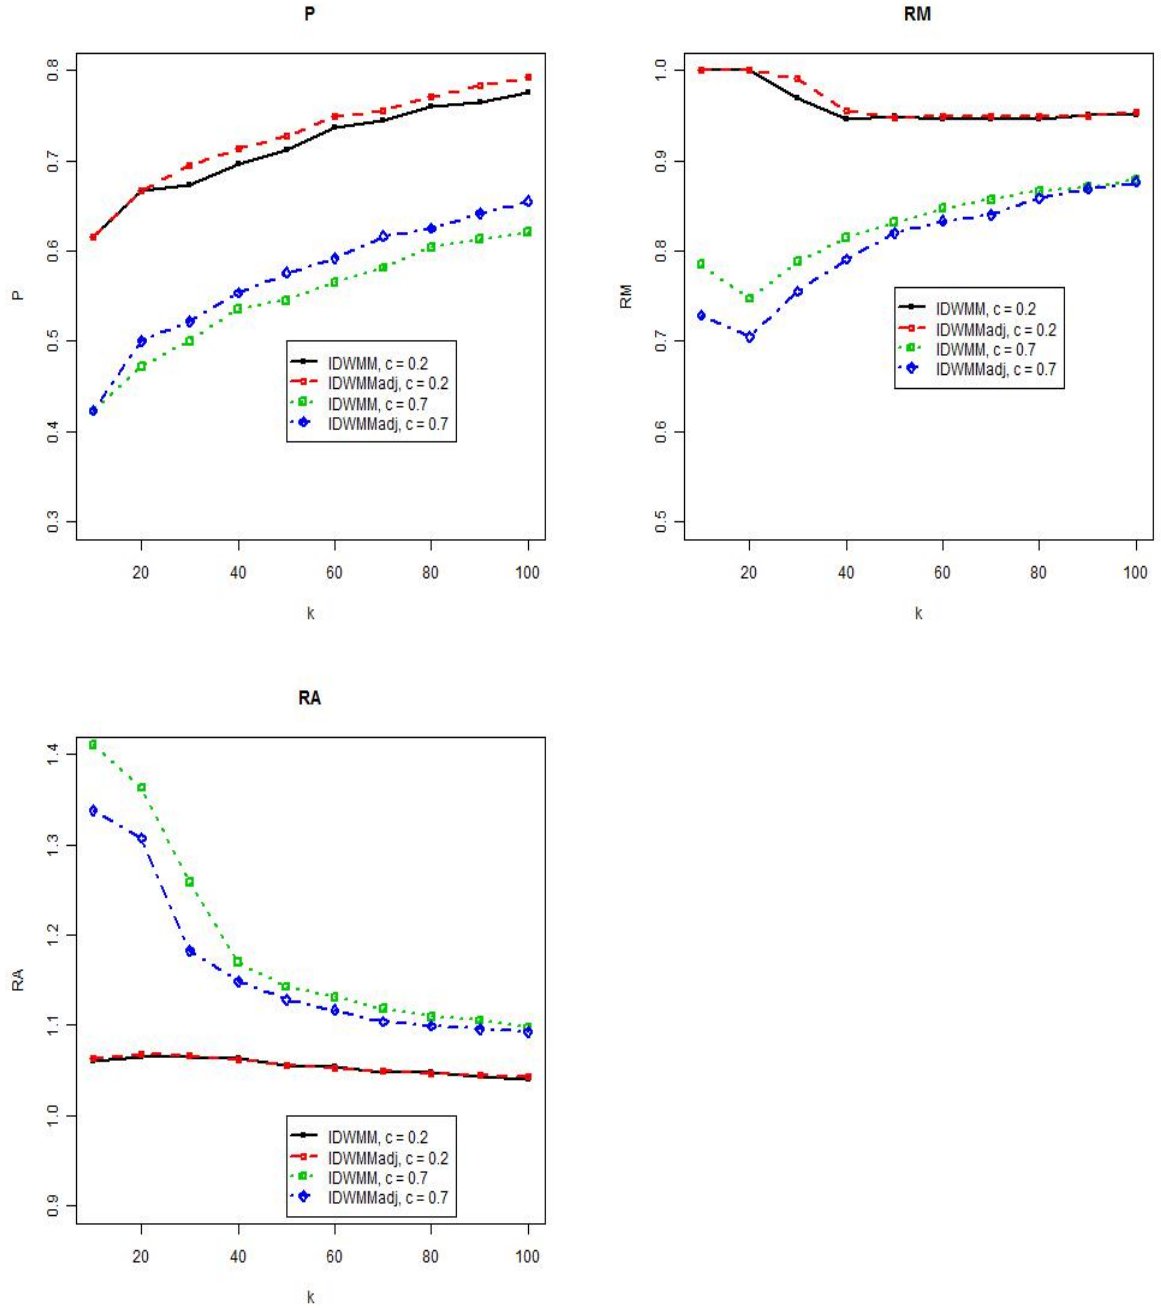 P
0.8
0.7
0.6
0.5
0.4
0.3
P
IDWMM, c = 0.2
IDWMMadj, c = 0.2
IDWMM, c = 0.7
IDWMMadj, c = 0.7
20 40 60 80 100
k
RM
1.0
0.9
0.8
0.7
0.6
0.5
RM
IDWMM, c = 0.2
IDWMMadj, c = 0.2
IDWMM, c = 0.7
IDWMMadj, c = 0.7
20 40 60 80 100
k
RA
1.4
1.3
1.2
1.1
1.0
0.9
RA
IDWMM, c = 0.2
IDWMMadj, c = 0.2
IDWMM, c = 0.7
IDWMMadj, c = 0.7
20 40 60 80 100
k